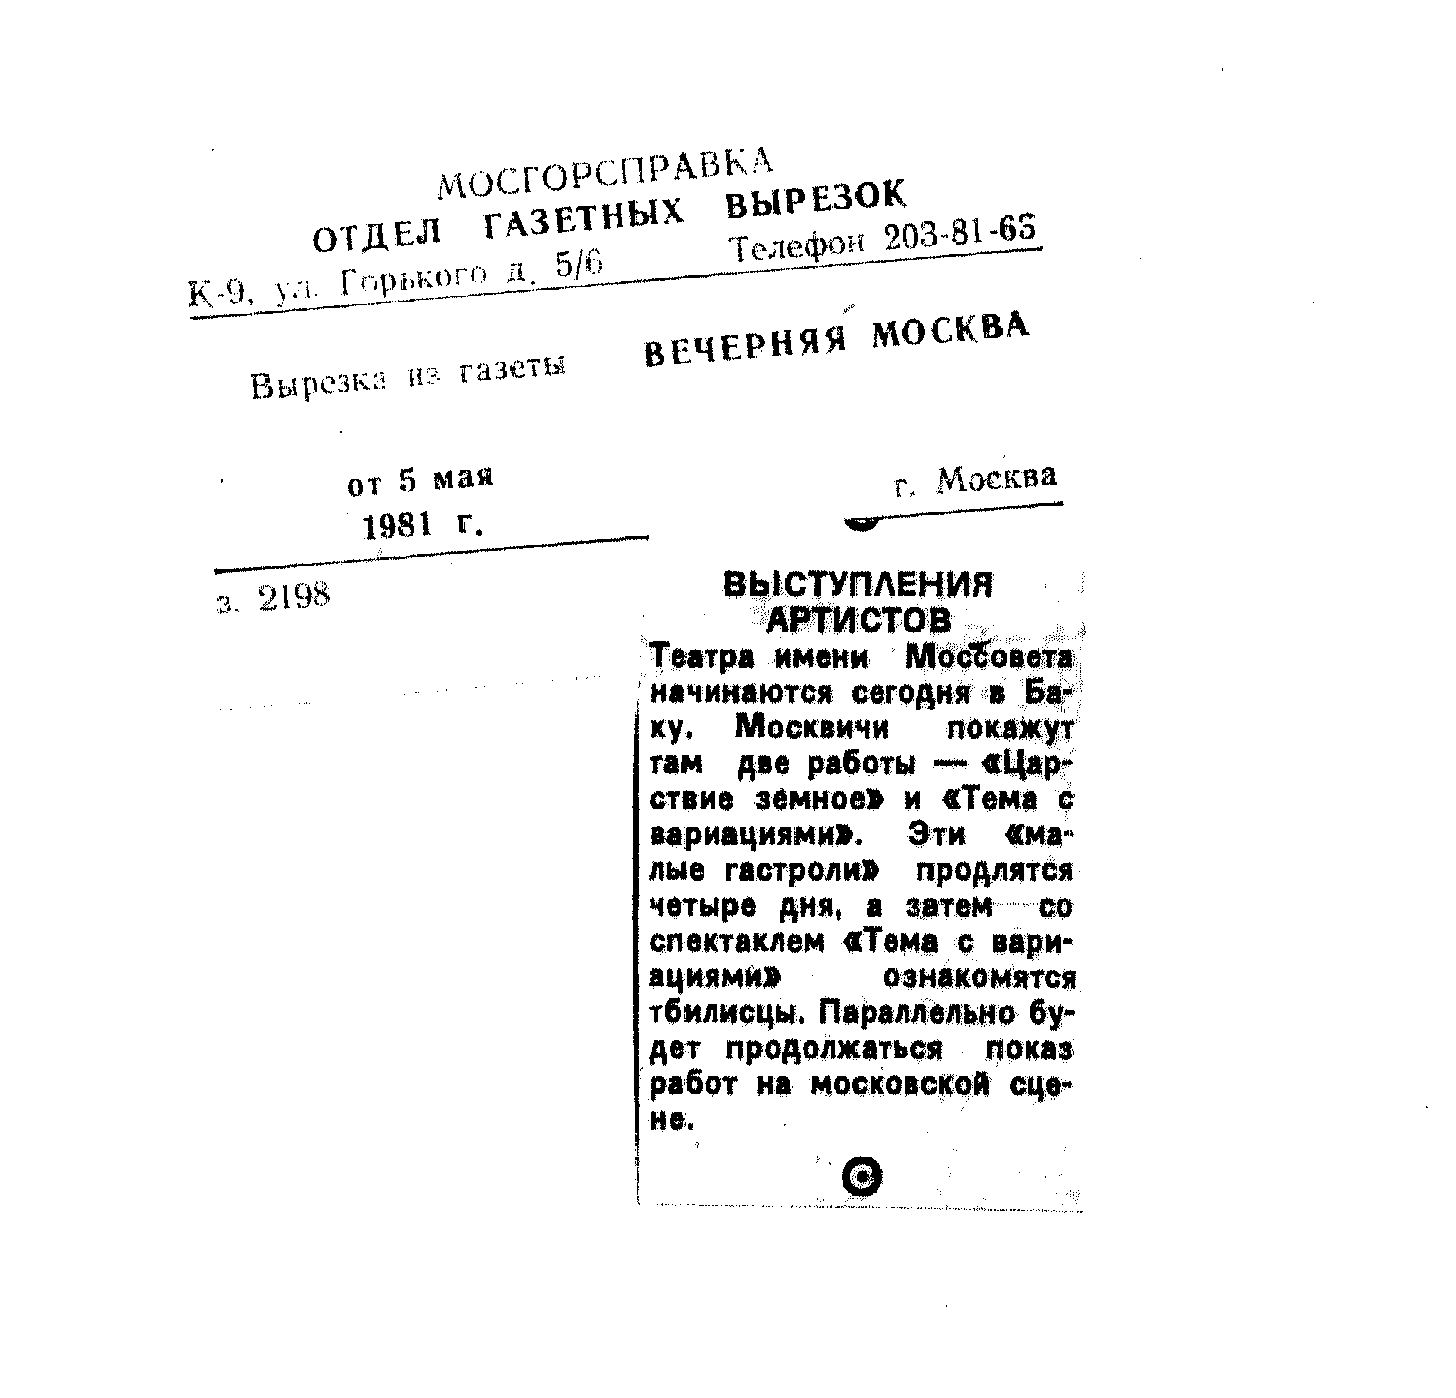 МОСГОРСПРАВКА
ОТДЕЛ ГАЗЕТНЫХ ВЫРЕЗОК
К-9, ул. Горького д. 5/6 Телефон 203-81-63
Вырезка из газеты ВЕЧЕРНЯЯ МОСКВА
от 5 мая
1981 г.
г. Москва
з. 2198
ВЫСТУПЛЕНИЯ
АРТИСТОВ
Театра имени Моссовета
начинаются сегодня в Ба-
ку. Москвичи покажут
там две работы — «Цар-
ствие земное» и «Тема с
вариациями». Эти «ма-
лые гастроли» продлятся
четыре дня, а затем со
спектаклем «Тема с вари-
ациями» ознакомятся
тбилисцы. Параллельно бу-
дет продолжаться показ
работ на московской сце-
не.